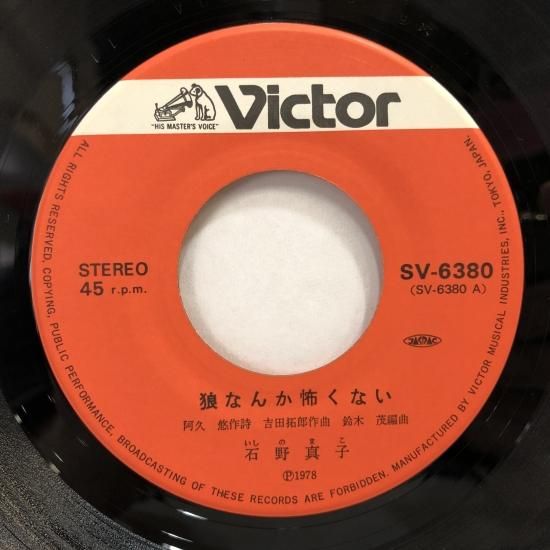 Victor
"HIS MASTER'S VOICE"
STEREO
45 r.p.m.
SV-6380
(SV-6380 A)
JASRAC
狼なんか怖くない
阿久 悠作詩 吉田拓郎作曲 鈴木 茂編曲
いしのまこ
石野真子
Ⓟ1978
ALL RIGHTS RESERVED, COPYING, PUBLIC PERFORMANCE, BROADCASTING OF THESE RECORDS ARE FORBIDDEN. MANUFACTURED BY VICTOR MUSICAL INDUSTRIES, INC., TOKYO, JAPAN.